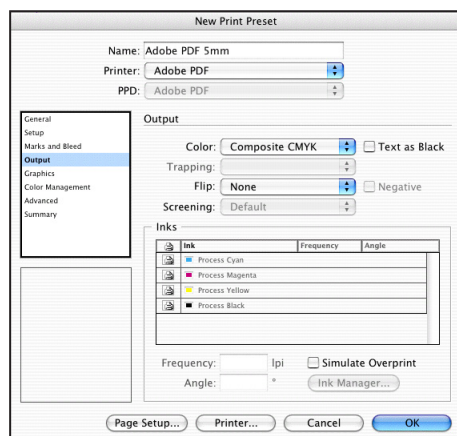 New Print Preset
Name: Adobe PDF 5mm
Printer: Adobe PDF
PPD: Adobe PDF
General
Setup
Marks and Bleed
Output
Graphics
Color Management
Advanced
Summary
Output
Color: Composite CMYK Text as Black
Trapping:
Flip: None Negative
Screening: Default
Inks
Ink Frequency Angle
Process Cyan
Process Magenta
Process Yellow
Process Black
Frequency: lpi Simulate Overprint
Angle: ° Ink Manager...
Page Setup... Printer... Cancel OK